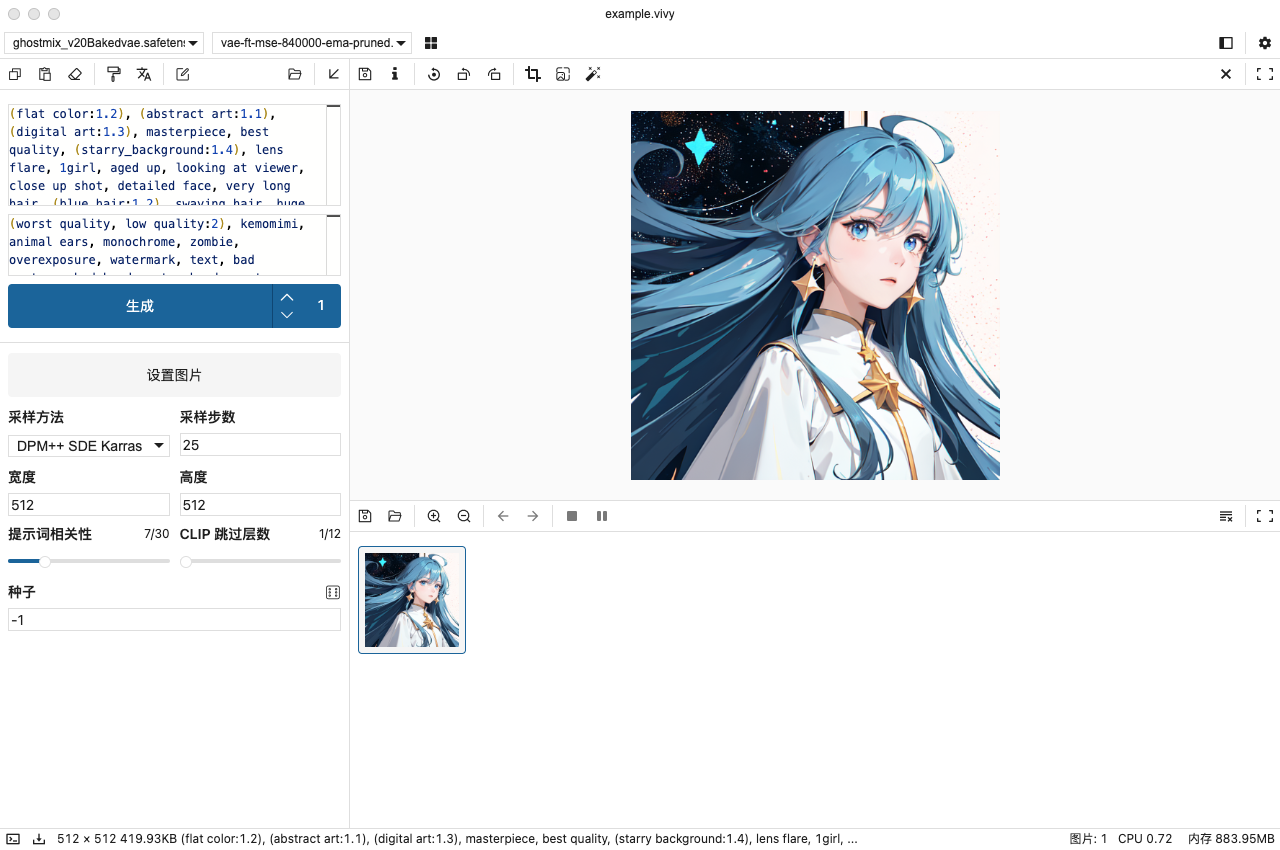 example.vivy
ghostmix_v20Bakedvae.safeten
vae-ft-mse-840000-ema-pruned.
(flat color:1.2), (abstract art:1.1),
(digital art:1.3), masterpiece, best
quality, (starry_background:1.4), lens
flare, 1girl, aged up, looking at viewer,
close up shot, detailed face, very long
hair, (blue hair:1.2), swaying hair, huge
(worst quality, low quality:2), kemomimi,
animal ears, monochrome, zombie,
overexposure, watermark, text, bad
生成 1
设置图片
采样方法 采样步数
DPM++ SDE Karras 25
宽度 高度
512 512
提示词相关性 7/30 CLIP 跳过层数 1/12
种子
-1
512 × 512 419.93KB (flat color:1.2), (abstract art:1.1), (digital art:1.3), masterpiece, best quality, (starry background:1.4), lens flare, 1girl, ...
图片: 1 CPU 0.72 内存 883.95MB